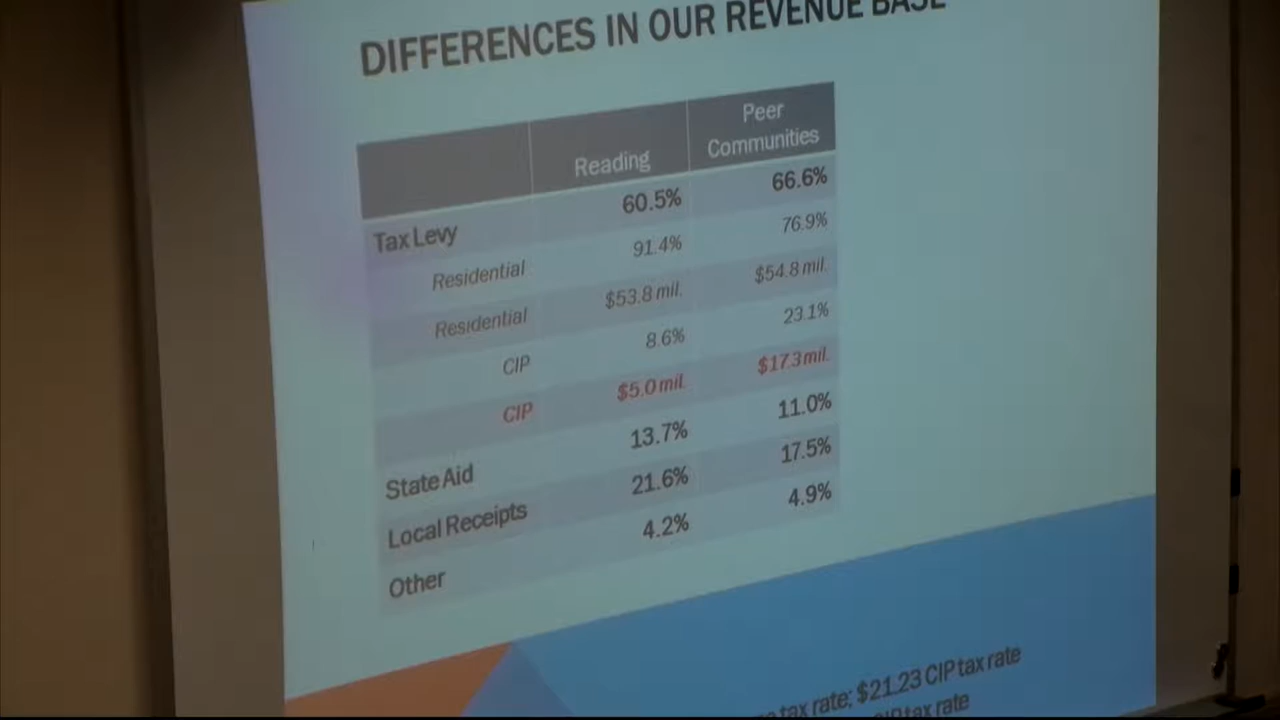 DIFFERENCES IN OUR REVENUE BASE
Reading Peer Communities
Tax Levy 60.5% 66.6%
Residential 91.4% 76.9%
Residential $53.8 mil. $54.8 mil.
CIP 8.6% 23.1%
CIP $5.0 mil. $17.3 mil.
State Aid 13.7% 11.0%
Local Receipts 21.6% 17.5%
Other 4.2% 4.9%
tax rate; $21.23 CIP tax rate
tax rate